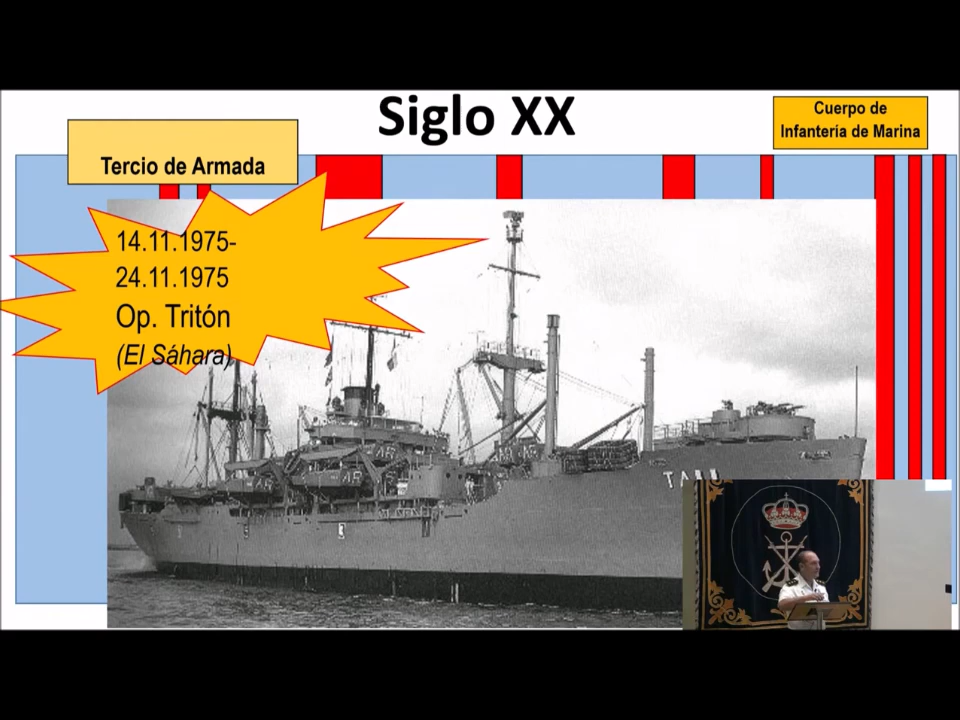 Siglo XX
Cuerpo de
Infantería de Marina
Tercio de Armada
14.11.1975-
24.11.1975
Op. Tritón
(El Sáhara)
TA11